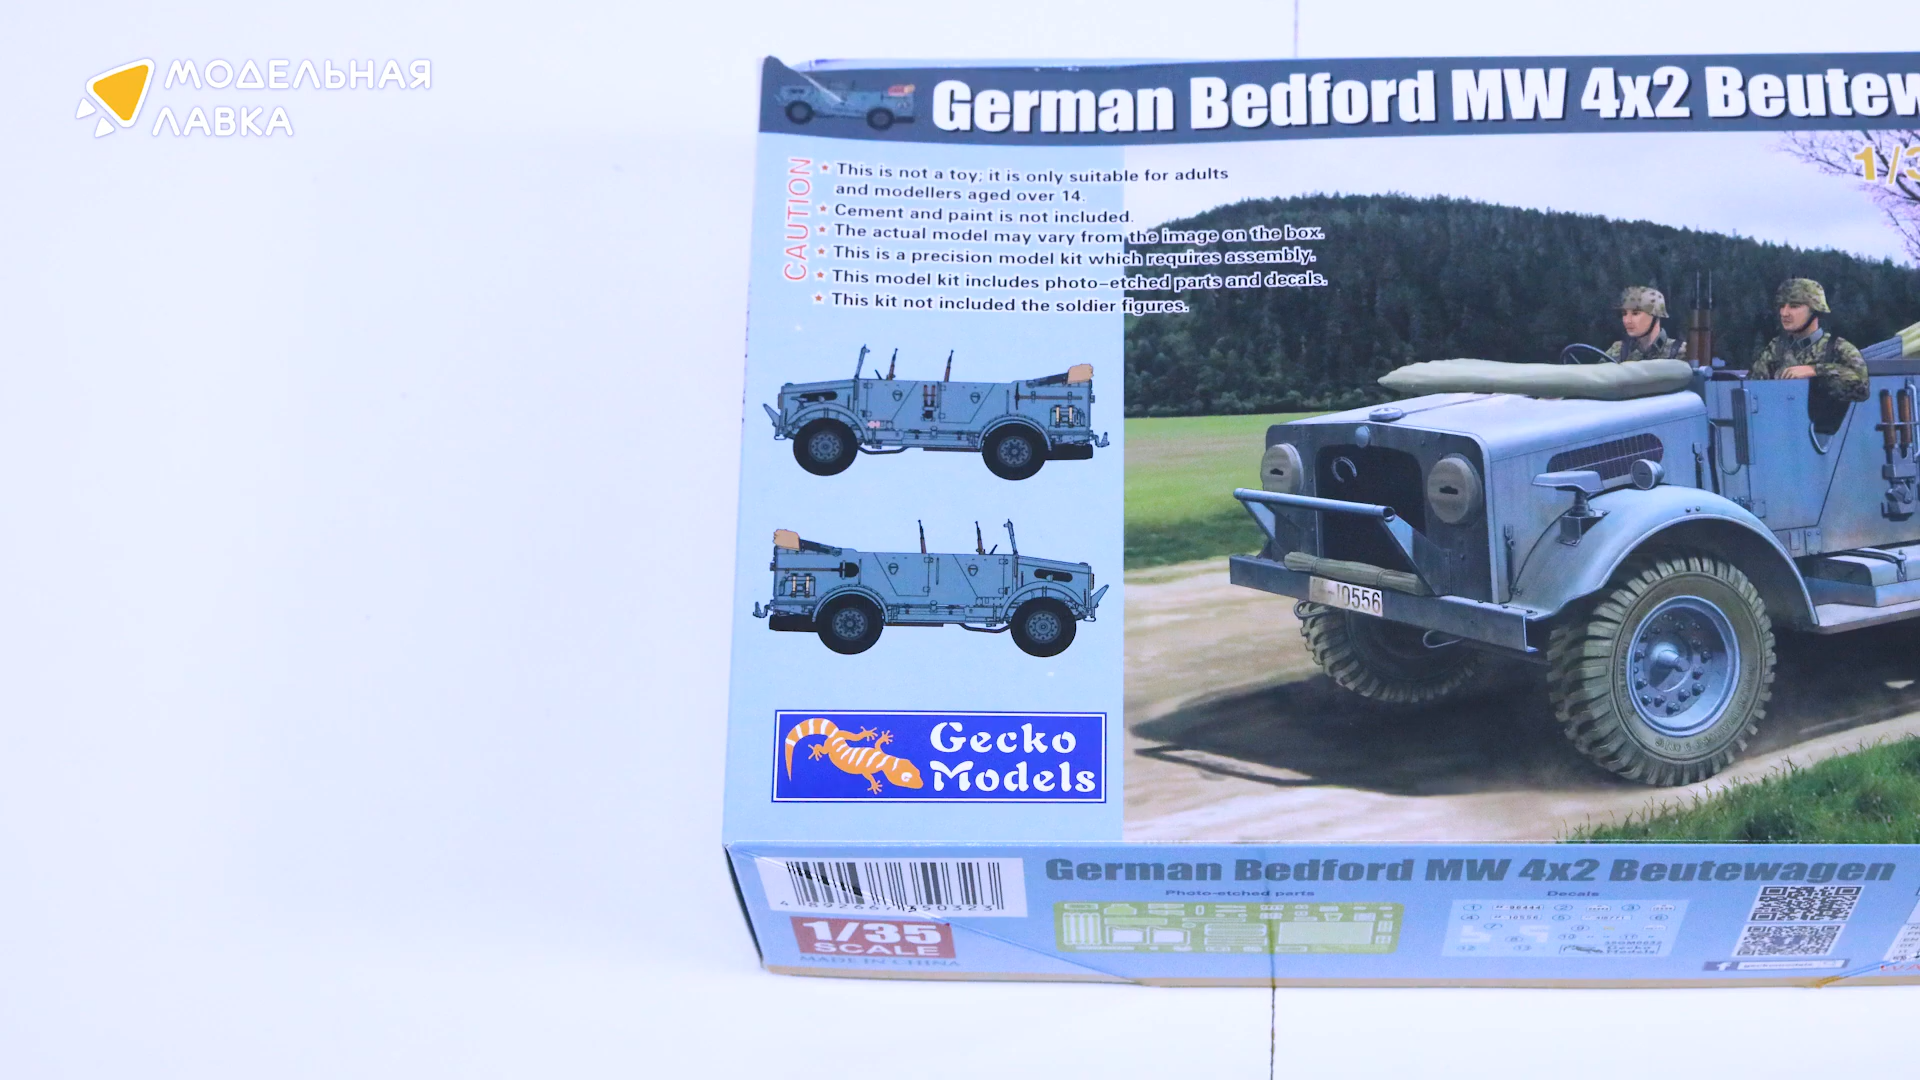 МОДЕЛЬНАЯ
ЛАВКА
German Bedford MW 4x2 Beutew
1/3
CAUTION
This is not a toy; it is only suitable for adults
and modellers aged over 14.
Cement and paint is not included.
The actual model may vary from the image on the box.
This is a precision model kit which requires assembly.
This model kit includes photo-etched parts and decals.
This kit not included the soldier figures.
10556
Gecko
Models
German Bedford MW 4x2 Beutewagen
Photo-etched parts
Decals
1/35
SCALE
MADE IN CHINA